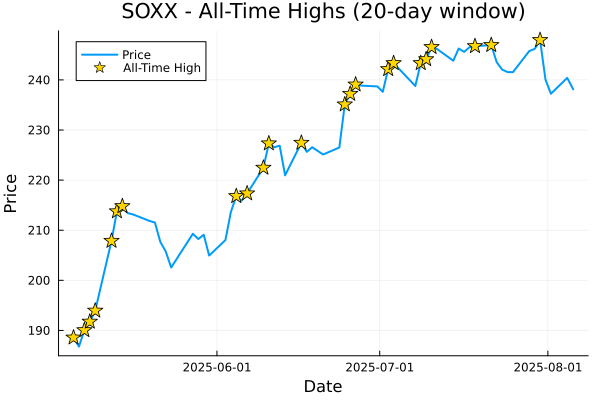 SOXX - All-Time Highs (20-day window)
Price
All-Time High
Price
240
230
220
210
200
190
2025-06-01
2025-07-01
2025-08-01
Date